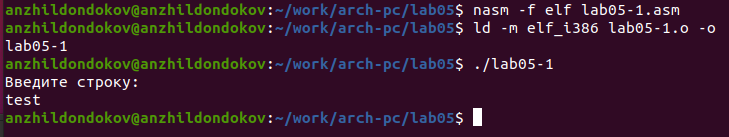 anzhildondokov@anzhildondokov:~/work/arch-pc/lab05$ nasm -f elf lab05-1.asm
anzhildondokov@anzhildondokov:~/work/arch-pc/lab05$ ld -m elf_i386 lab05-1.o -o
lab05-1
anzhildondokov@anzhildondokov:~/work/arch-pc/lab05$ ./lab05-1
Введите строку:
test
anzhildondokov@anzhildondokov:~/work/arch-pc/lab05$